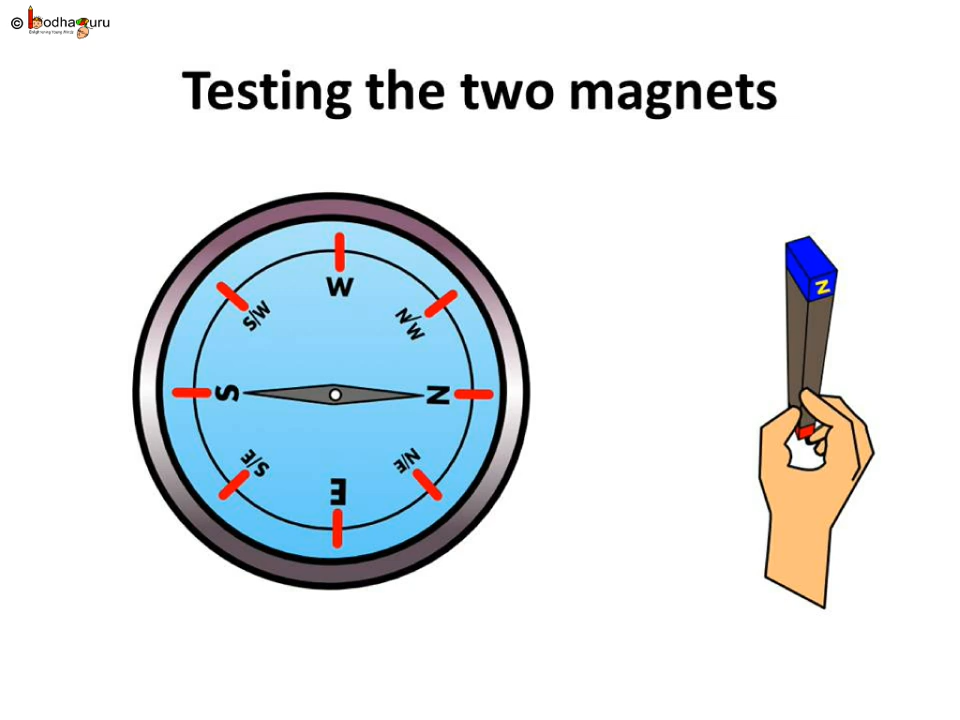 © Bodhaguru
Testing the two magnets
W
S/W
N/W
S
N
S/E
N/E
E
N